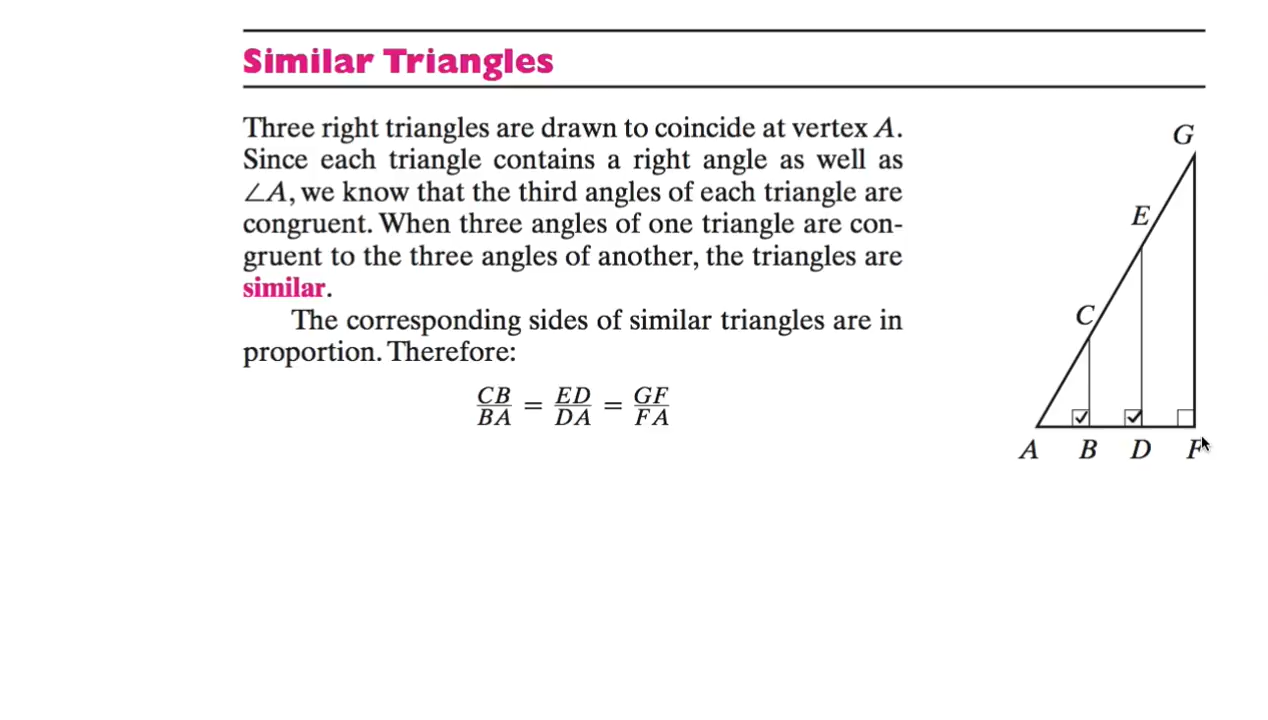 Similar Triangles
Three right triangles are drawn to coincide at vertex A.
Since each triangle contains a right angle as well as
∠A, we know that the third angles of each triangle are
congruent. When three angles of one triangle are con-
gruent to the three angles of another, the triangles are
similar.
The corresponding sides of similar triangles are in
proportion. Therefore:
CB/BA = ED/DA = GF/FA
G
E
C
A B D F